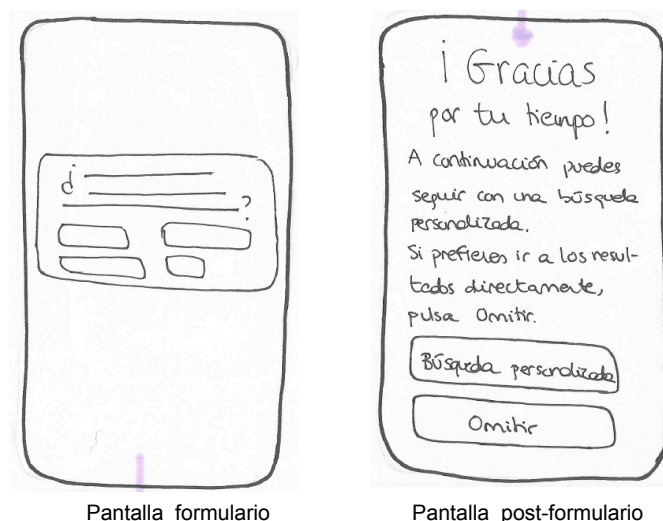 ¿
?
Pantalla formulario
¡Gracias
por tu tiempo!
A continuación puedes
seguir con una búsqueda
personalizada.
Si prefieres ir a los resul-
tados directamente,
pulsa Omitir.
Búsqueda personalizada
Omitir
Pantalla post-formulario